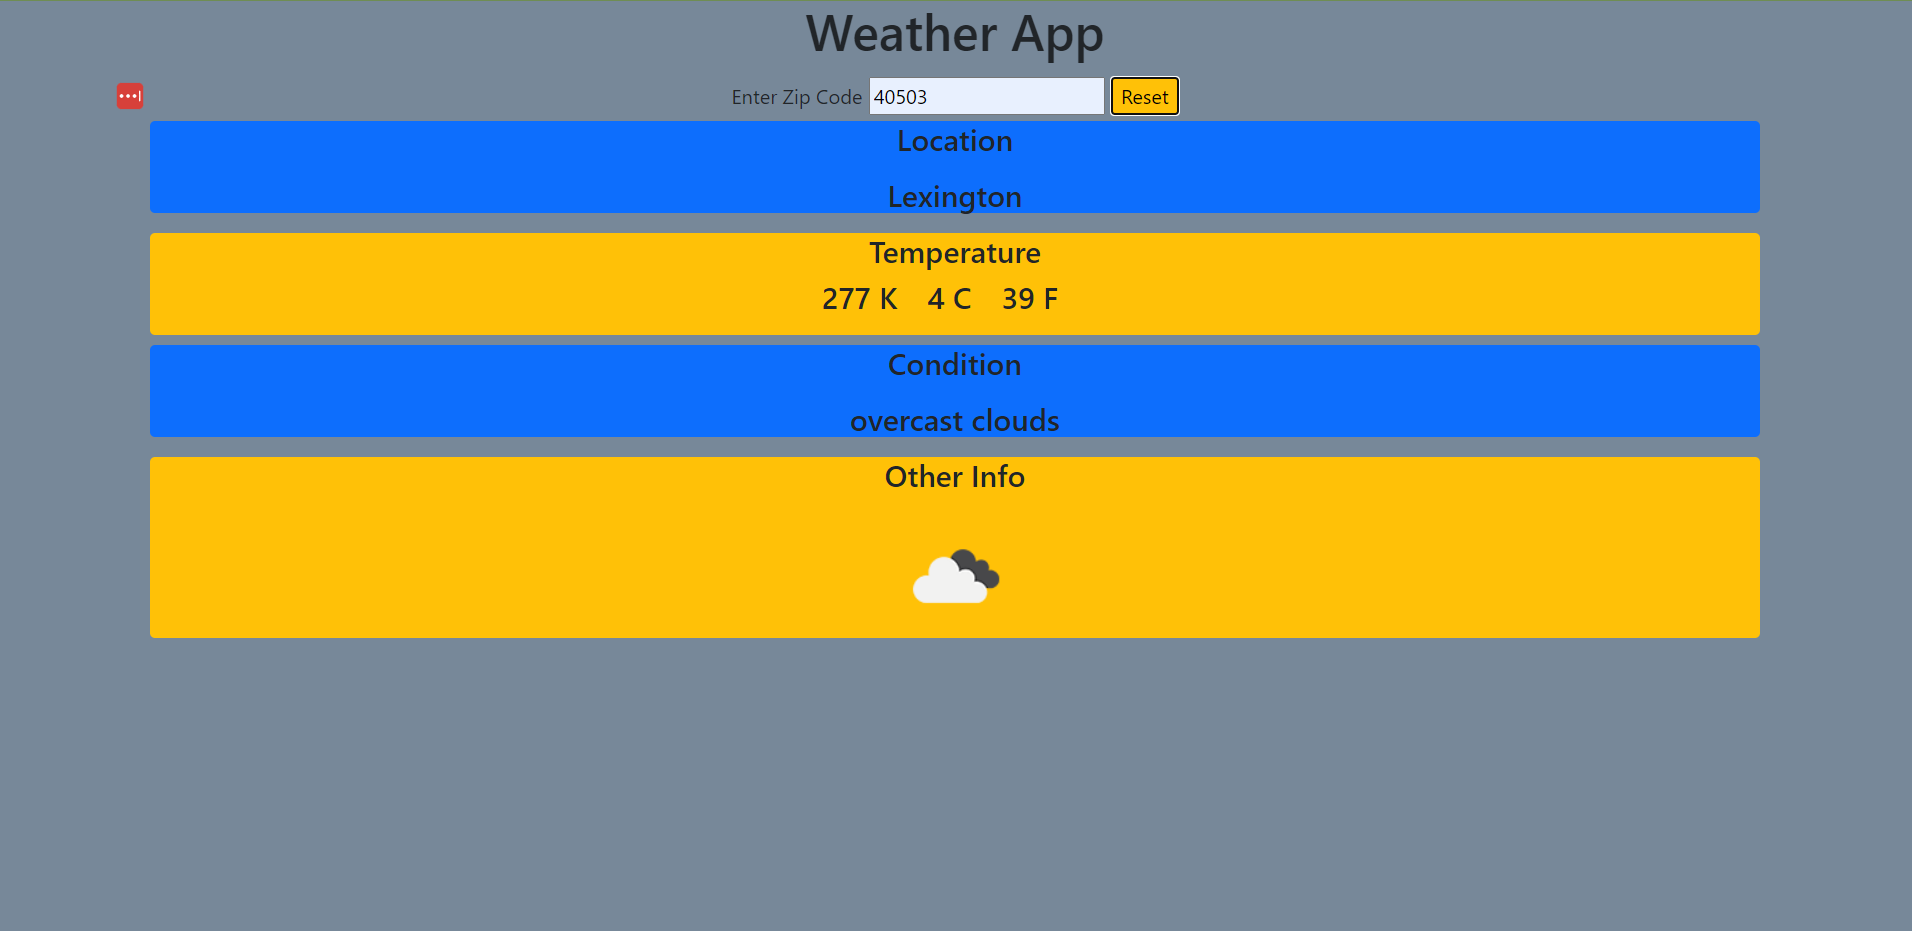 Weather App
Enter Zip Code 40503 Reset
Location
Lexington
Temperature
277 K 4 C 39 F
Condition
overcast clouds
Other Info